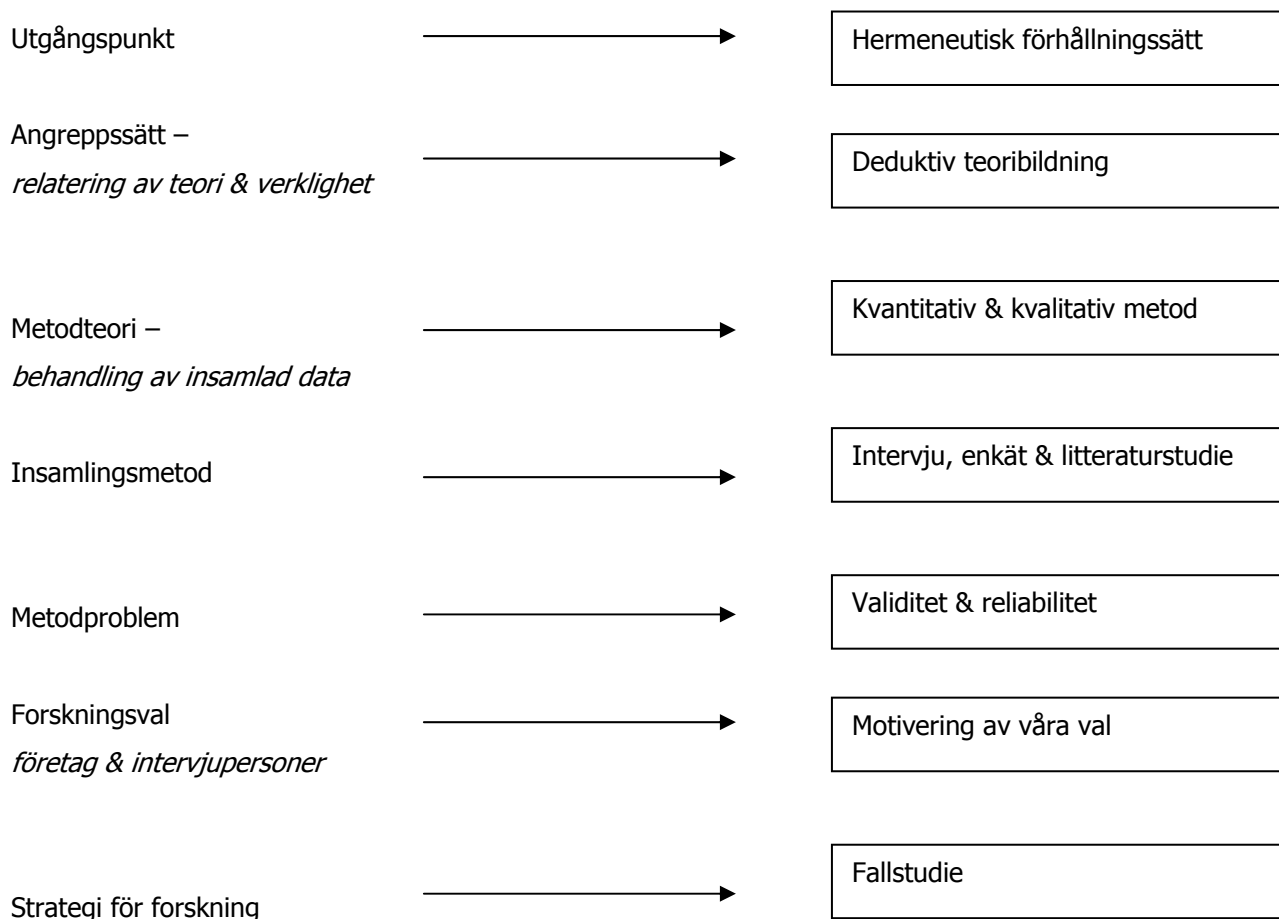 Utgångspunkt
Hermeneutisk förhållningssätt
Angreppssätt –
relatering av teori & verklighet
Deduktiv teoribildning
Metodteori –
behandling av insamlad data
Kvantitativ & kvalitativ metod
Insamlingsmetod
Intervju, enkät & litteraturstudie
Metodproblem
Validitet & reliabilitet
Forskningsval
företag & intervjupersoner
Motivering av våra val
Strategi för forskning
Fallstudie